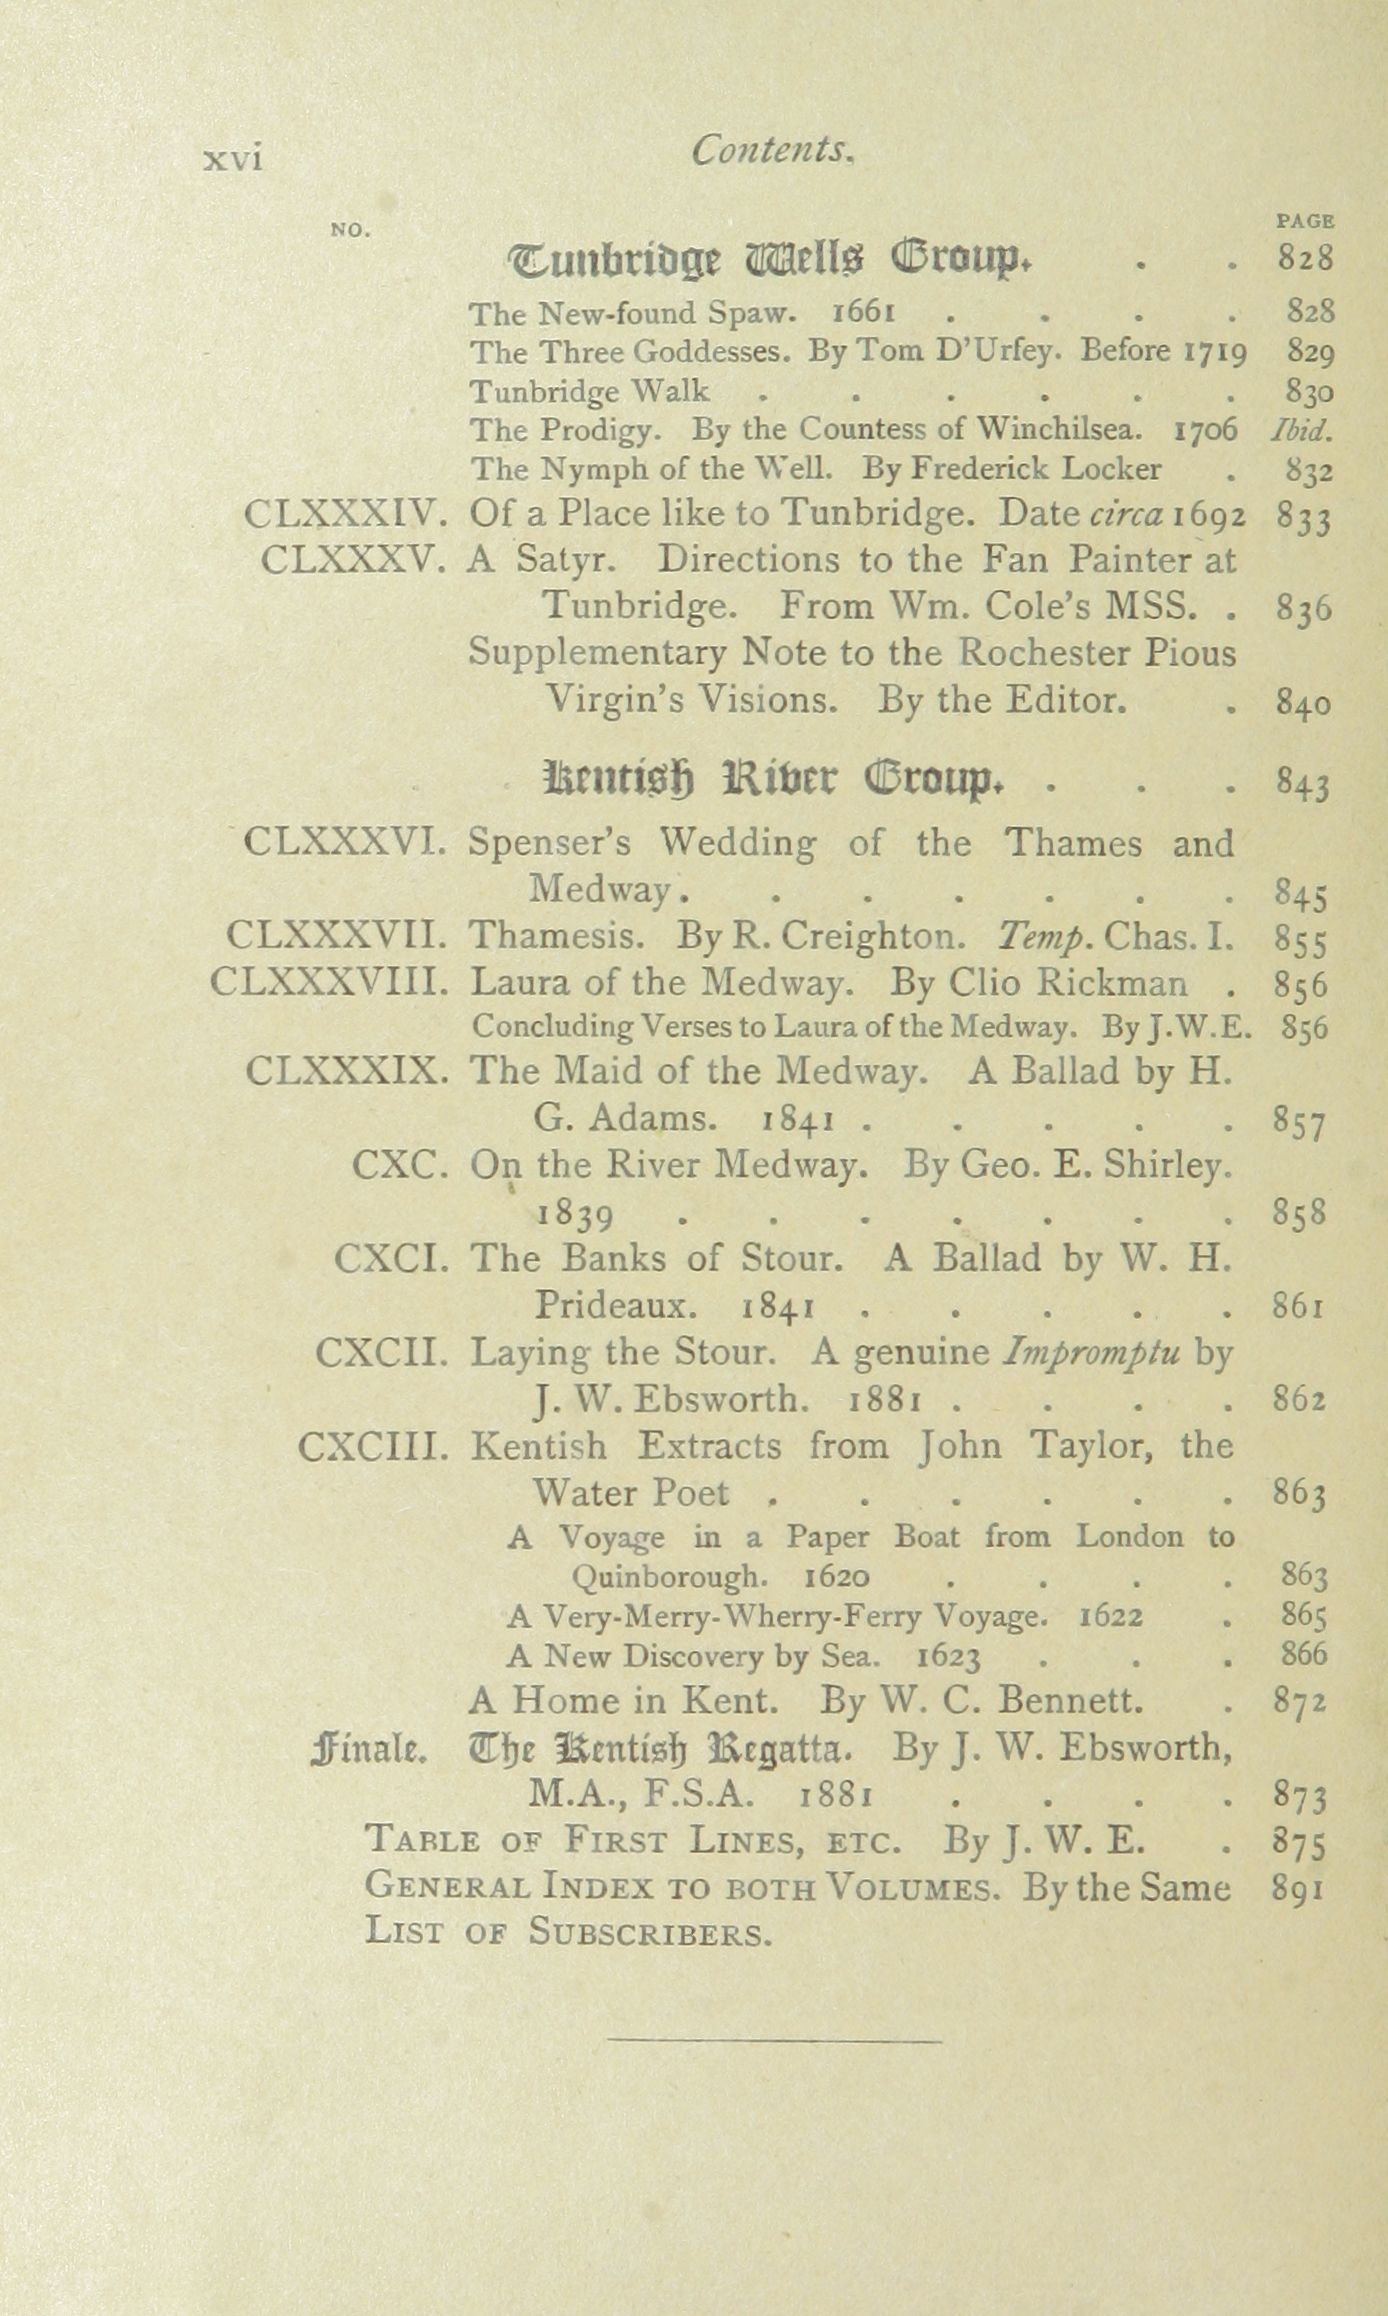 xvi Contents.
NO. PAGE
Tunbridge Wells Group. . . 828
The New-found Spaw. 1661 . . . . 828
The Three Goddesses. By Tom D'Urfey. Before 1719 829
Tunbridge Walk . . . . . . 830
The Prodigy. By the Countess of Winchilsea. 1706 Ibid.
The Nymph of the Well. By Frederick Locker . 832
CLXXXIV. Of a Place like to Tunbridge. Date circa 1692 833
CLXXXV. A Satyr. Directions to the Fan Painter at
Tunbridge. From Wm. Cole's MSS. . 836
Supplementary Note to the Rochester Pious
Virgin's Visions. By the Editor. . 840
Kentish River Group. . . . 843
CLXXXVI. Spenser's Wedding of the Thames and
Medway. . . . . . . 845
CLXXXVII. Thamesis. By R. Creighton. Temp. Chas. I. 855
CLXXXVIII. Laura of the Medway. By Clio Rickman . 856
Concluding Verses to Laura of the Medway. By J.W.E. 856
CLXXXIX. The Maid of the Medway. A Ballad by H.
G. Adams. 1841 . . . . . 857
CXC. On the River Medway. By Geo. E. Shirley.
1839 . . . . . . . 858
CXCI. The Banks of Stour. A Ballad by W. H.
Prideaux. 1841 . . . . . 861
CXCII. Laying the Stour. A genuine Impromptu by
J. W. Ebsworth. 1881 . . . . 862
CXCIII. Kentish Extracts from John Taylor, the
Water Poet . . . . . . 863
A Voyage in a Paper Boat from London to
Quinborough. 1620 . . . . 863
A Very-Merry-Wherry-Ferry Voyage. 1622 . 865
A New Discovery by Sea. 1623 . . . 866
A Home in Kent. By W. C. Bennett. . 872
Finale. The Kentish Regatta. By J. W. Ebsworth,
M.A., F.S.A. 1881 . . . . 873
TABLE OF FIRST LINES, ETC. By J. W. E. . 875
GENERAL INDEX TO BOTH VOLUMES. By the Same 891
LIST OF SUBSCRIBERS.